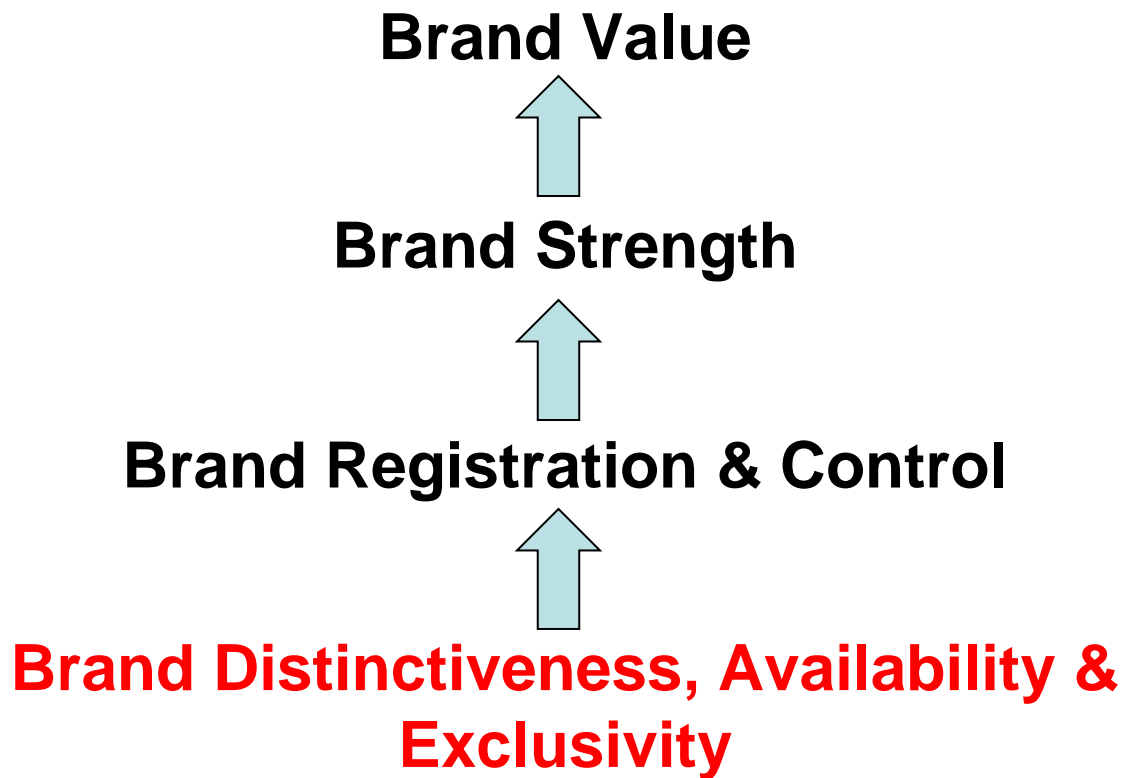 Brand Value
Brand Strength
Brand Registration & Control
Brand Distinctiveness, Availability &
Exclusivity